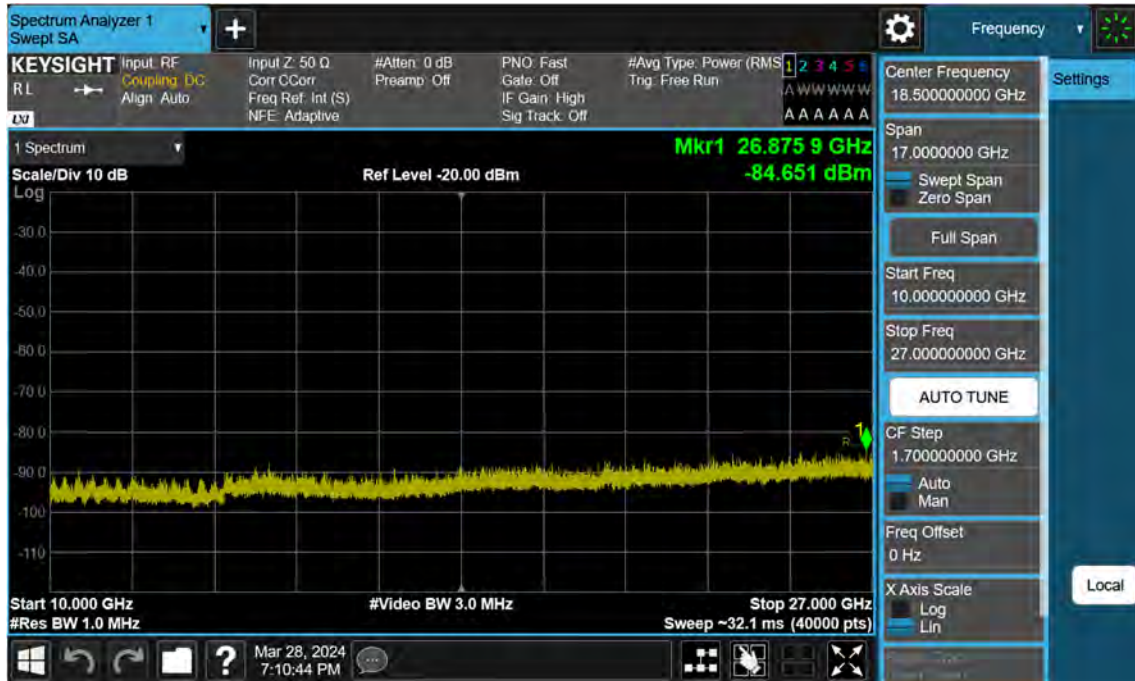 Spectrum Analyzer 1
Swept SA
+
Frequency
KEYSIGHT
RL
LXI
Input: RF
Coupling: DC
Align: Auto
Input Z: 50 Ω
Corr CCorr
Freq Ref: Int (S)
NFE: Adaptive
#Atten: 0 dB
Preamp: Off
PNO: Fast
Gate: Off
IF Gain: High
Sig Track: Off
#Avg Type: Power (RMS
Trig: Free Run
1 2 3 4 5 6
A W W W W W
A A A A A A
Center Frequency
18.500000000 GHz
Settings
1 Spectrum
Mkr1 26.875 9 GHz
Scale/Div 10 dB
Ref Level -20.00 dBm
-84.651 dBm
Log
-30.0
-40.0
-50.0
-60.0
-70.0
-80.0
-90.0
-100
-110
1
Span
17.0000000 GHz
Swept Span
Zero Span
Full Span
Start Freq
10.000000000 GHz
Stop Freq
27.000000000 GHz
AUTO TUNE
CF Step
1.700000000 GHz
Auto
Man
Freq Offset
0 Hz
X Axis Scale
Log
Lin
Local
Start 10.000 GHz
#Video BW 3.0 MHz
Stop 27.000 GHz
#Res BW 1.0 MHz
Sweep ~32.1 ms (40000 pts)
?
Mar 28, 2024
7:10:44 PM